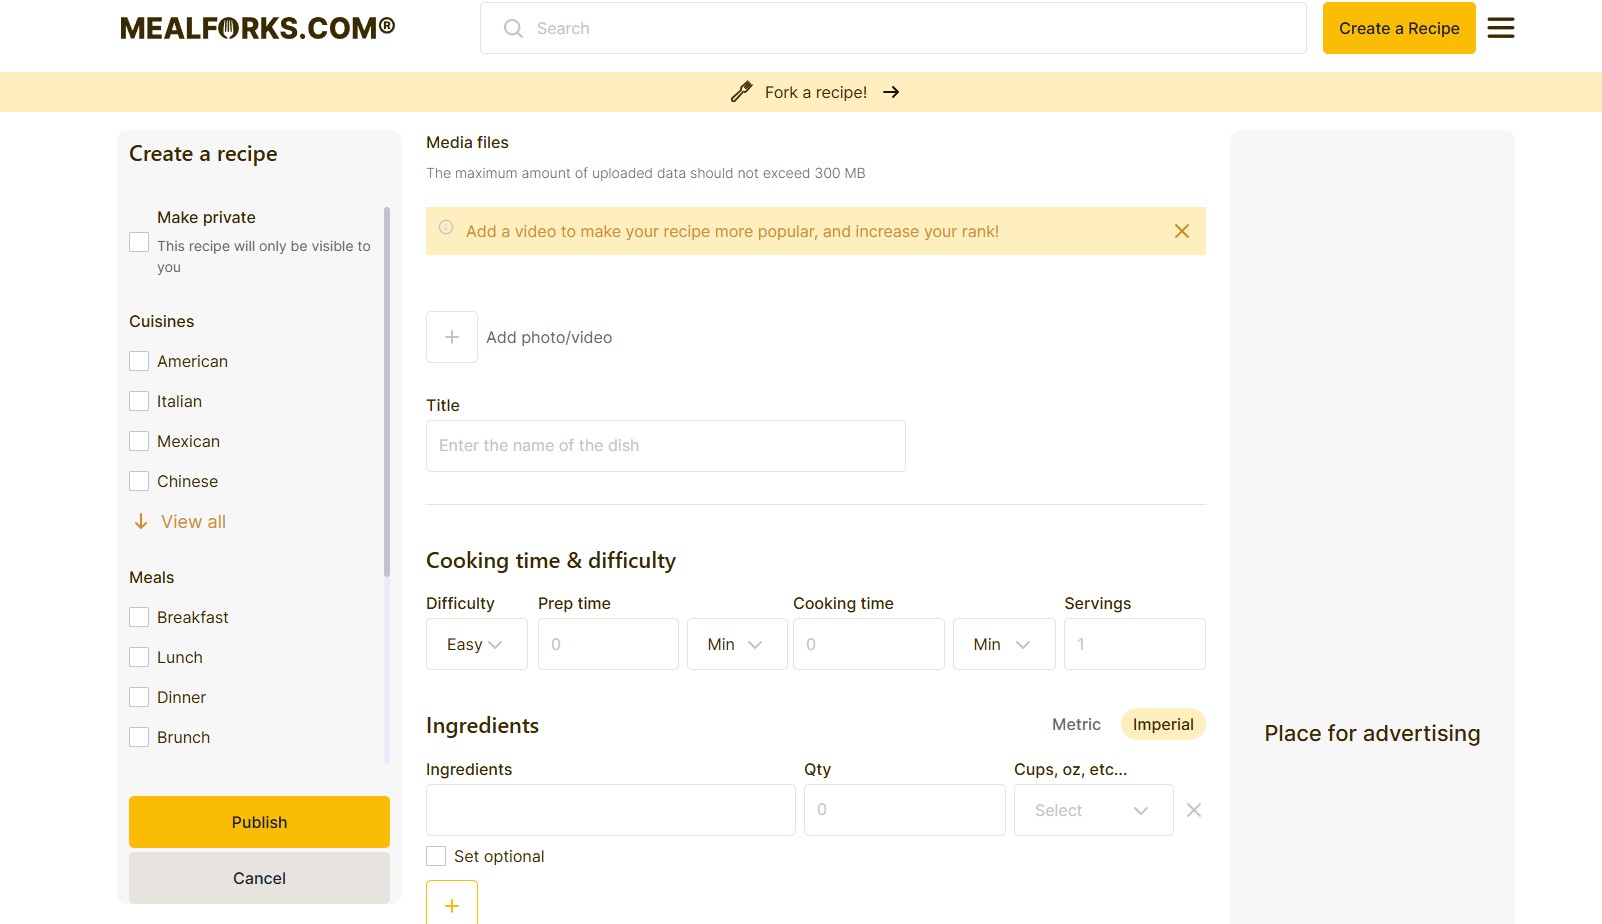 MEALFORKS.COM®
Search
Create a Recipe
Fork a recipe!
Create a recipe
Make private
This recipe will only be visible to
you
Cuisines
American
Italian
Mexican
Chinese
View all
Meals
Breakfast
Lunch
Dinner
Brunch
Publish
Cancel
Media files
The maximum amount of uploaded data should not exceed 300 MB
Add a video to make your recipe more popular, and increase your rank!
Add photo/video
Title
Enter the name of the dish
Cooking time & difficulty
Difficulty Prep time Cooking time Servings
Easy 0 Min 0 Min 1
Ingredients Metric Imperial
Ingredients Qty Cups, oz, etc...
0 Select
Set optional
Place for advertising